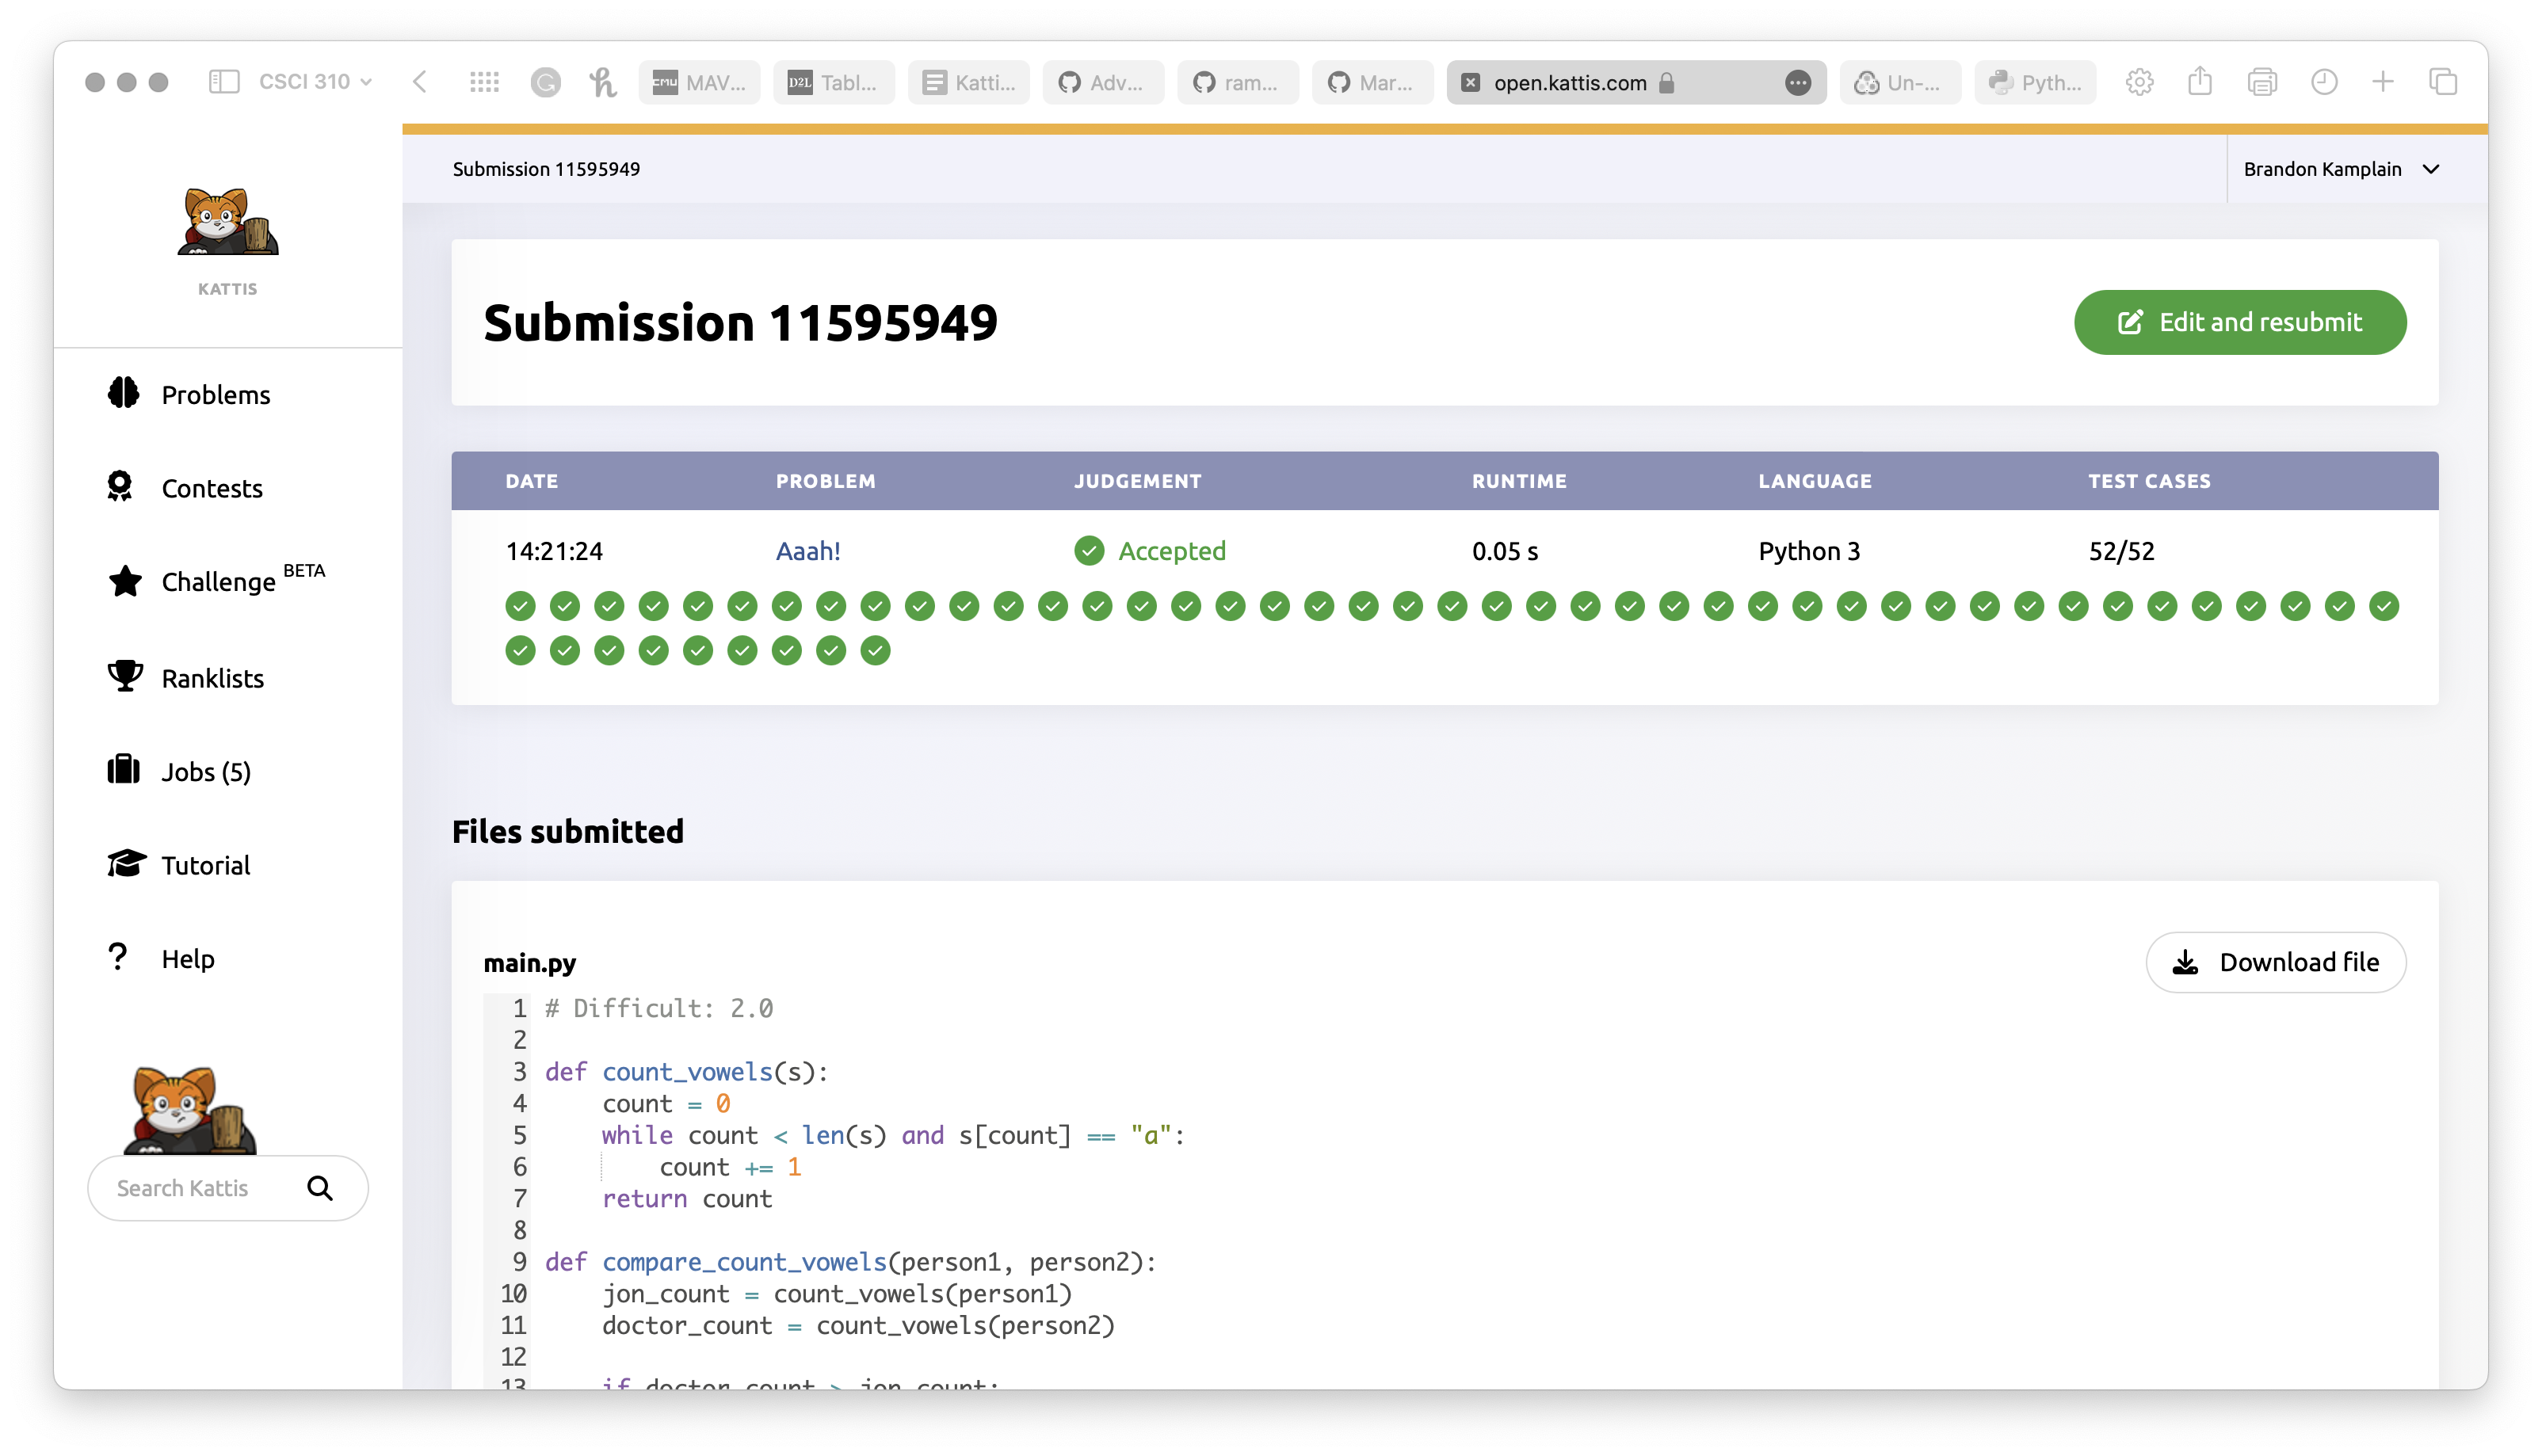 CSCI 310
CMU MAV...
D2L Tabl...
Katti...
Adv...
ram...
Mar...
open.kattis.com
Un-...
Pyth...
Submission 11595949
Brandon Kamplain
KATTIS
Submission 11595949
Edit and resubmit
Problems
Contests
Challenge BETA
Ranklists
Jobs (5)
Tutorial
Help
Search Kattis
DATE PROBLEM JUDGEMENT RUNTIME LANGUAGE TEST CASES
14:21:24 Aaah! Accepted 0.05 s Python 3 52/52
Files submitted
main.py
Download file
1 # Difficult: 2.0
2
3 def count_vowels(s):
4     count = 0
5     while count < len(s) and s[count] == "a":
6         count += 1
7     return count
8
9 def compare_count_vowels(person1, person2):
10     jon_count = count_vowels(person1)
11     doctor_count = count_vowels(person2)
12
13     if doctor_count > jon_count: